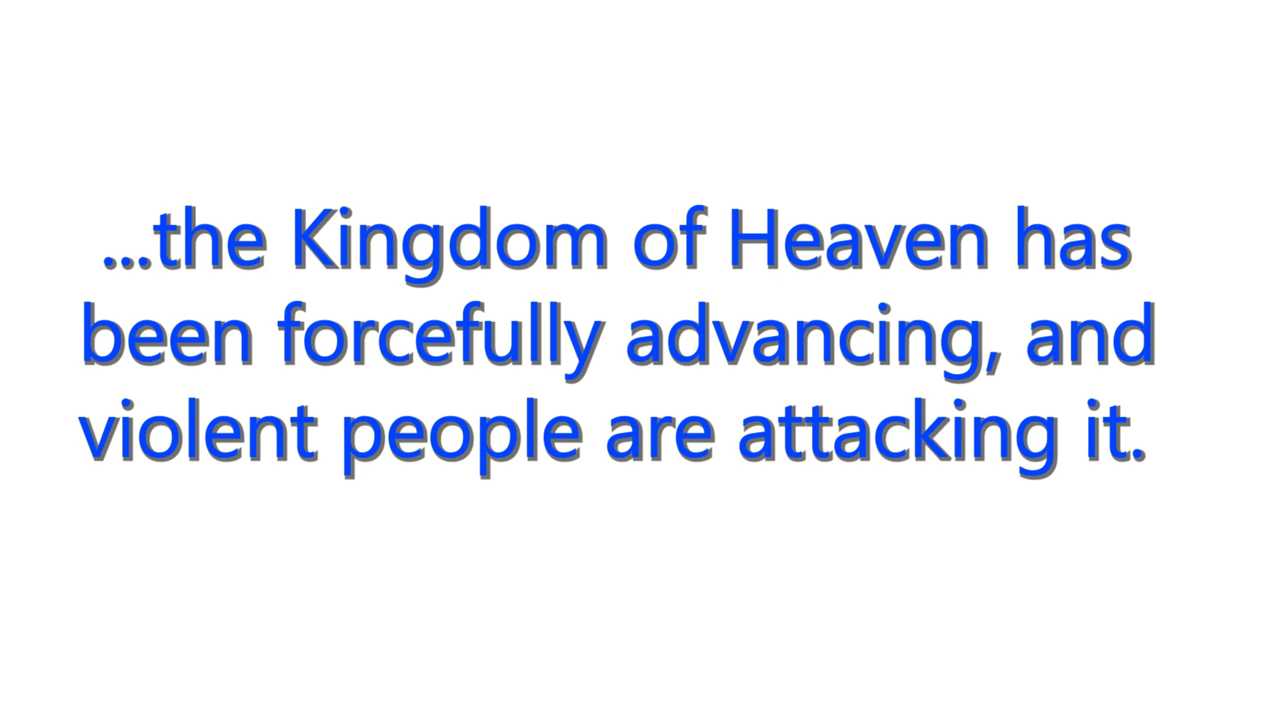 ...the Kingdom of Heaven has
been forcefully advancing, and
violent people are attacking it.